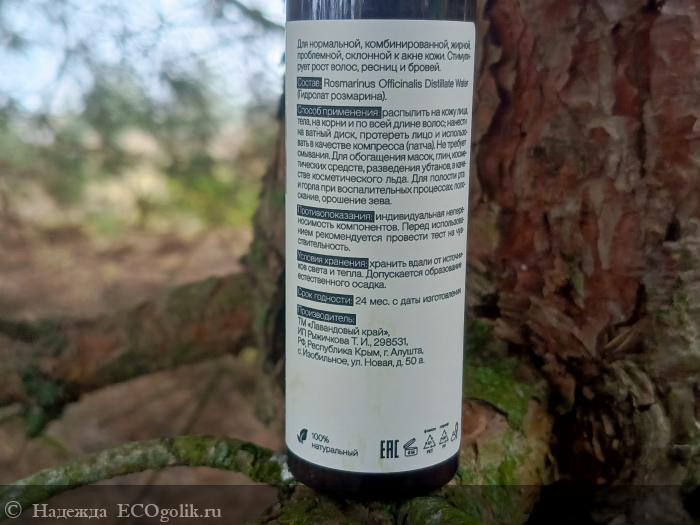 Для нормальной, комбинированной, жирной,
проблемной, склонной к акне кожи. Стимули-
рует рост волос, ресниц и бровей.
Состав: Rosmarinus Officinalis Distillate Water
(Гидролат розмарина).
Способ применения: распылить на кожу лица,
тела, на корни и по всей длине волос; нанести
на ватный диск, протереть лицо и использо-
вать в качестве компресса (патча). Не требует
смывания. Для обогащения масок, глин, косме-
тических средств, разведения убтанов, в каче-
стве косметического льда. Для полости рта
и горла при воспалительных процессах: поло-
скание, орошение зева.
Противопоказания: индивидуальная непере-
носимость компонентов. Перед использова-
нием рекомендуется провести тест на чув-
ствительность.
Условия хранения: хранить вдали от источни-
ков света и тепла. Допускается образование
естественного осадка.
Срок годности: 24 мес. с даты изготовления
Производитель:
ТМ «Лавандовый край»,
ИП Рыжичкова Т. И., 298531,
РФ, Республика Крым, г. Алушта,
с. Изобильное, ул. Новая, д. 50 а.
100%
натуральный
EAC
© Надежда ECOgolik.ru